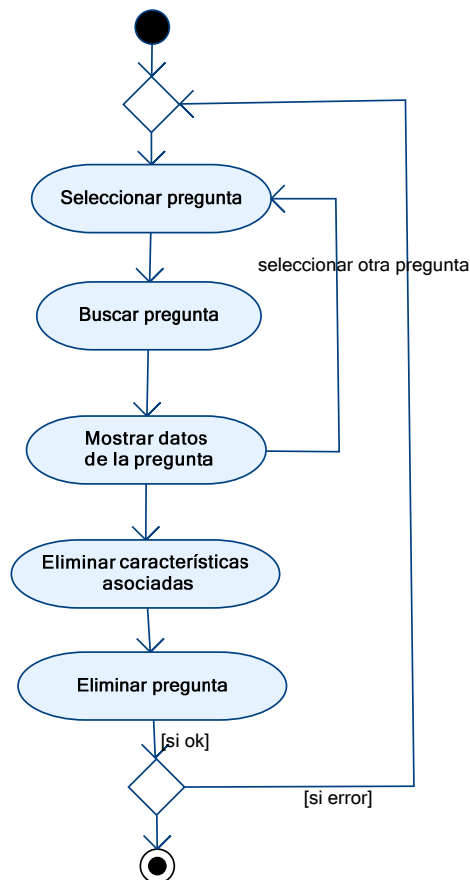 Seleccionar pregunta
seleccionar otra pregunta
Buscar pregunta
Mostrar datos
de la pregunta
Eliminar características
asociadas
Eliminar pregunta
[si ok]
[si error]